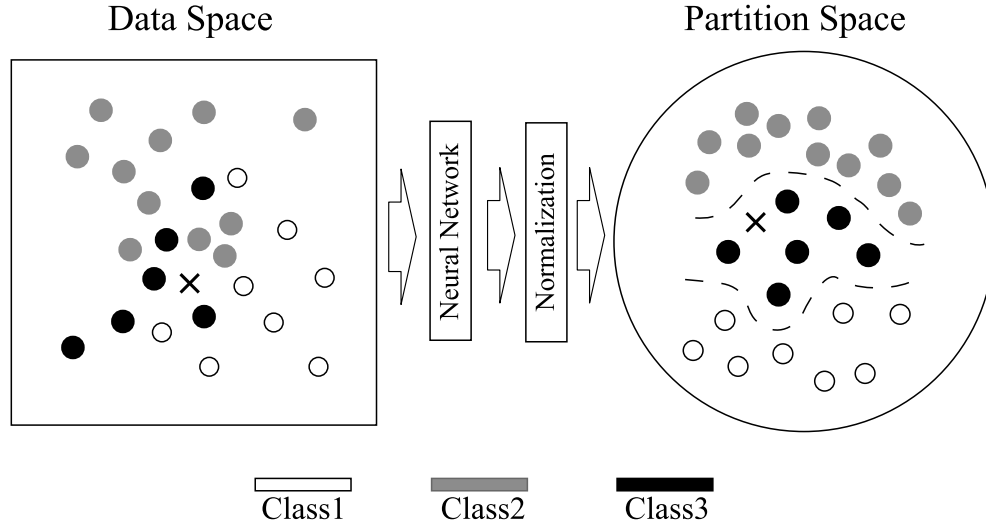 Data Space
Partition Space
Neural Network
Normalization
Class1
Class2
Class3